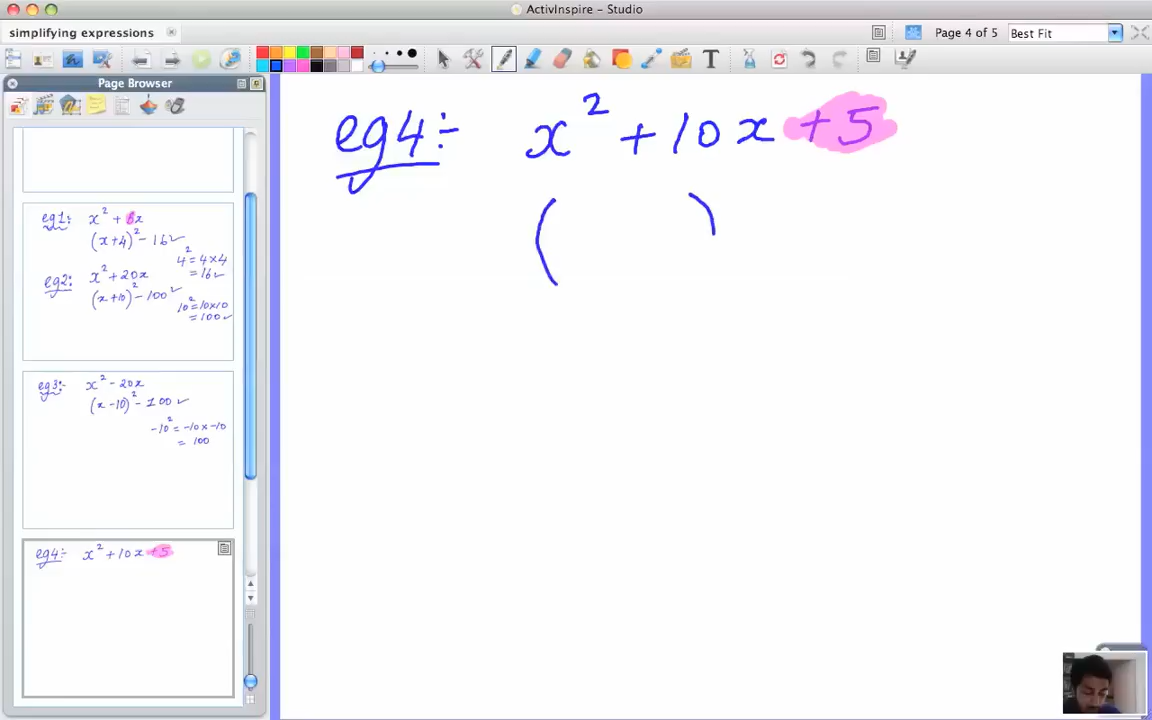 ActivInspire - Studio
simplifying expressions
Page 4 of 5
Best Fit
T
Page Browser
eg1: x² + 8x
(x+4)² - 16 ✓
4² = 4×4
= 16 ✓
eg2: x² + 20x
(x+10)² - 100 ✓
10² = 10×10
= 100 ✓
eg3:- x² - 20x
(x-10)² - 100 ✓
-10² = -10 x -10
= 100
eg4:- x² + 10x + 5
eg4:- x² + 10x + 5
( )